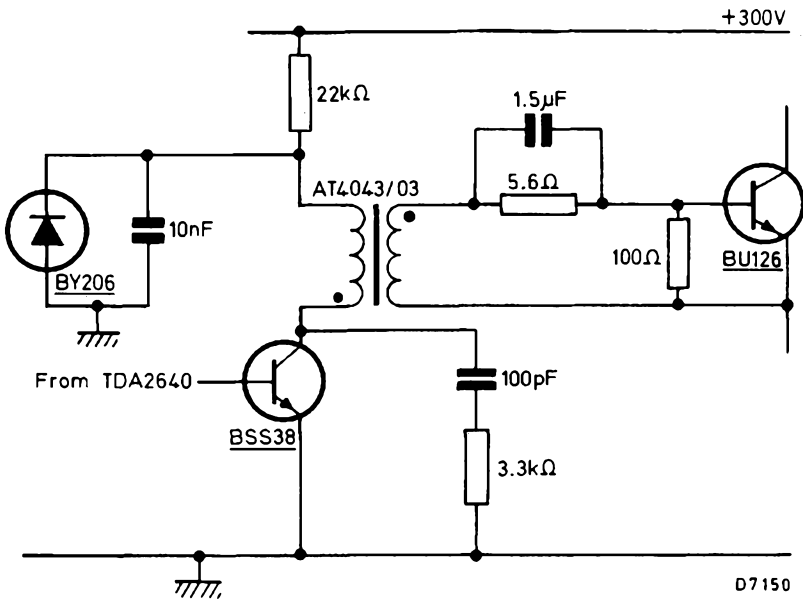 +300V
22kΩ
1.5µF
AT4043/03
5.6Ω
10nF
BY206
100Ω
BU126
From TDA2640
100pF
BSS38
3.3kΩ
D7150